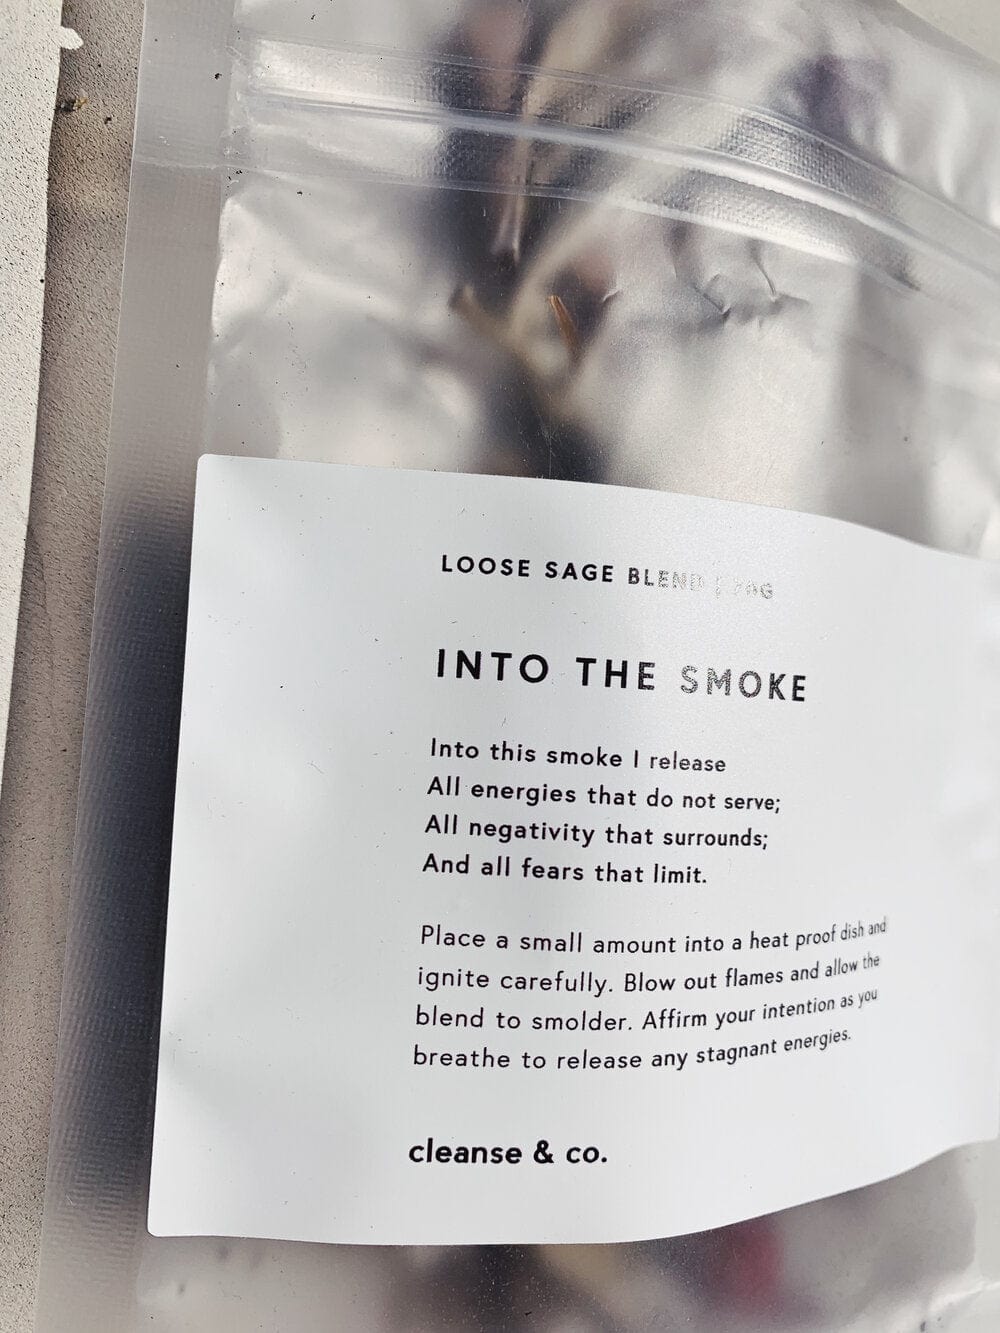 LOOSE SAGE BLEND
INTO THE SMOKE
Into this smoke I release
All energies that do not serve;
All negativity that surrounds;
And all fears that limit.
Place a small amount into a heat proof dish and
ignite carefully. Blow out flames and allow the
blend to smolder. Affirm your intention as you
breathe to release any stagnant energies.
cleanse & co.